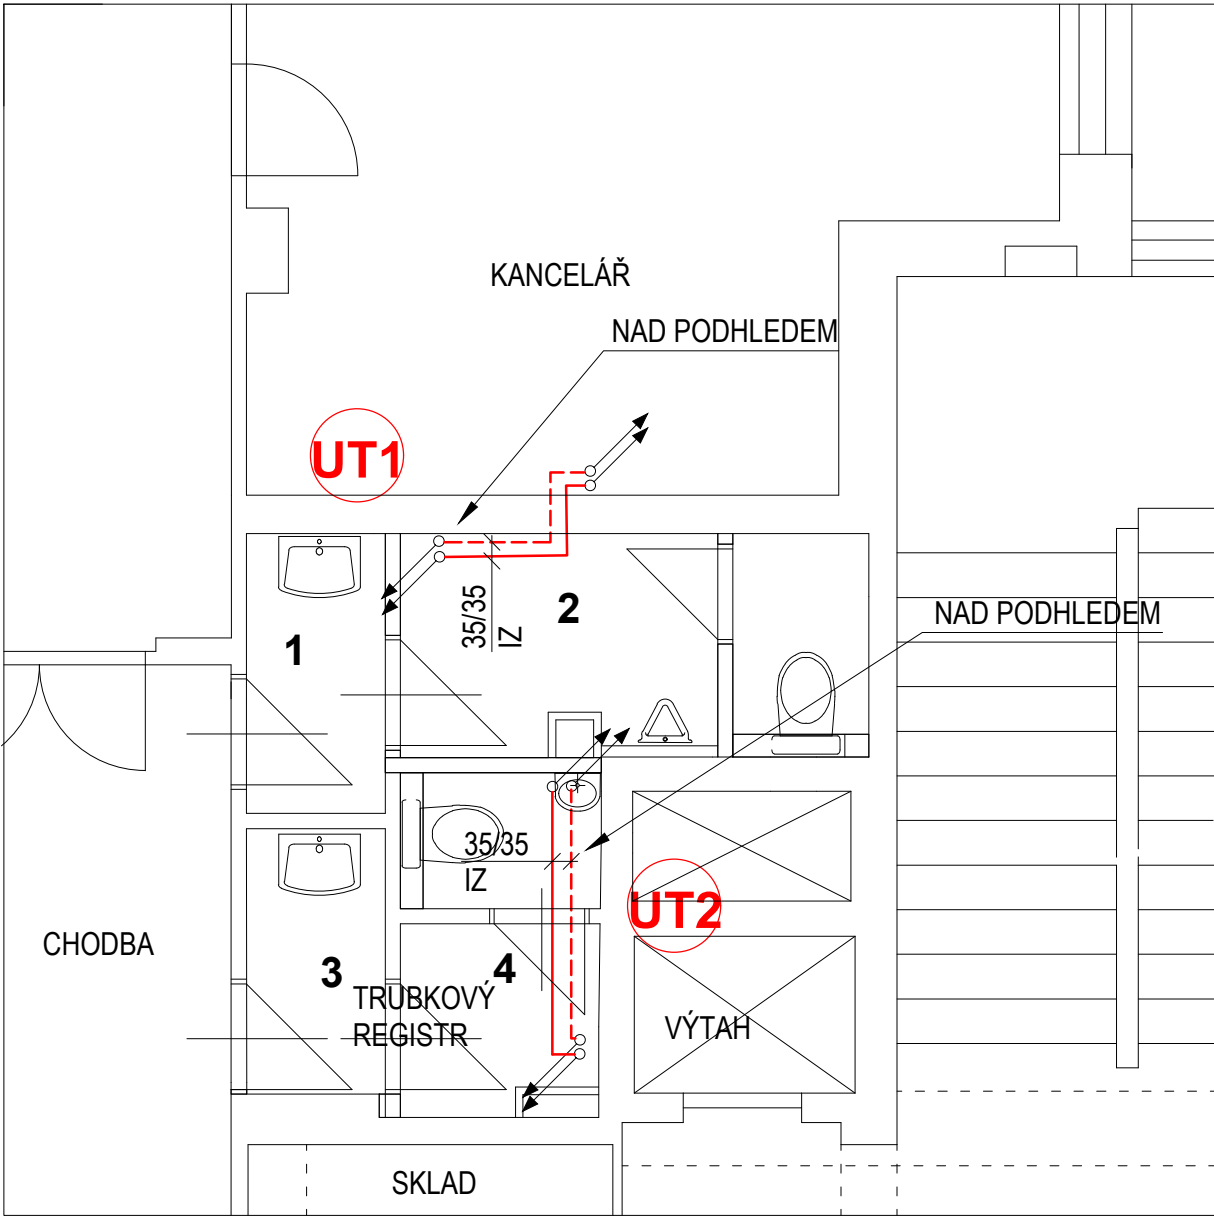 KANCELÁŘ
NAD PODHLEDEM
UT1
35/35
IZ
2
NAD PODHLEDEM
1
35/35
IZ
UT2
CHODBA
3
4
TRUBKOVÝ
REGISTR
VÝTAH
SKLAD